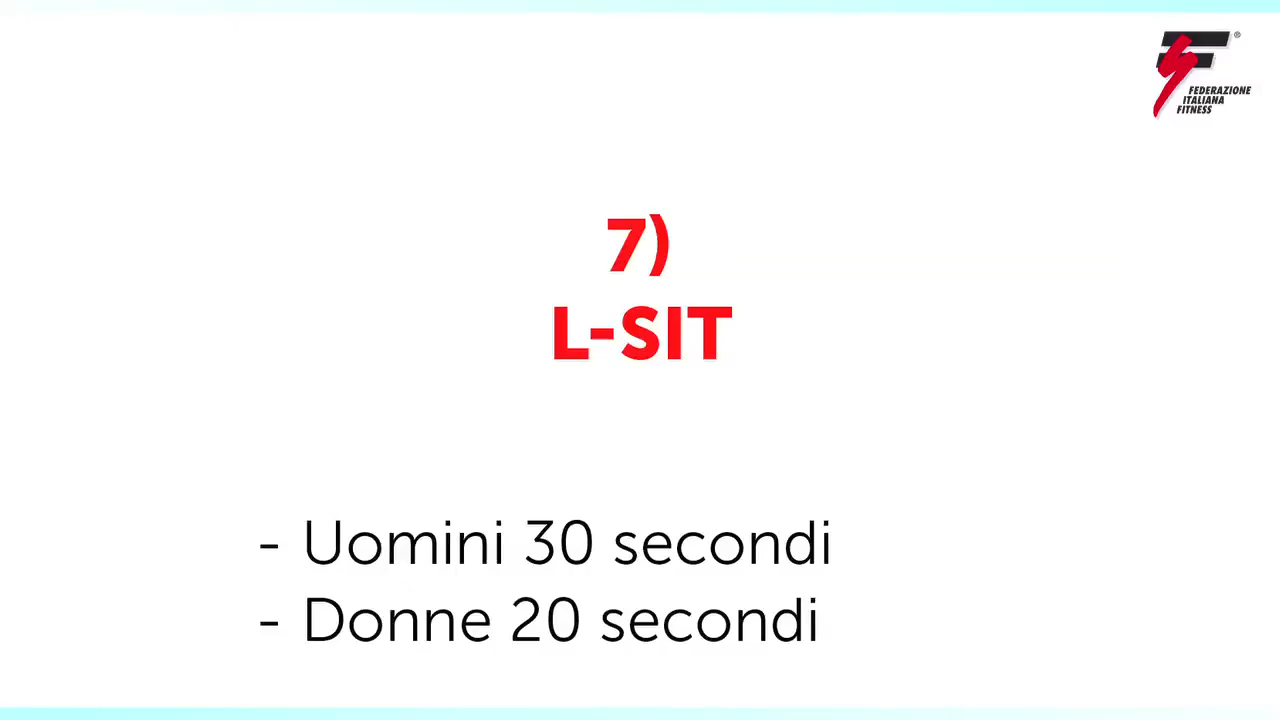 ®
FEDERAZIONE
ITALIANA
FITNESS
7)
L-SIT
- Uomini 30 secondi
- Donne 20 secondi